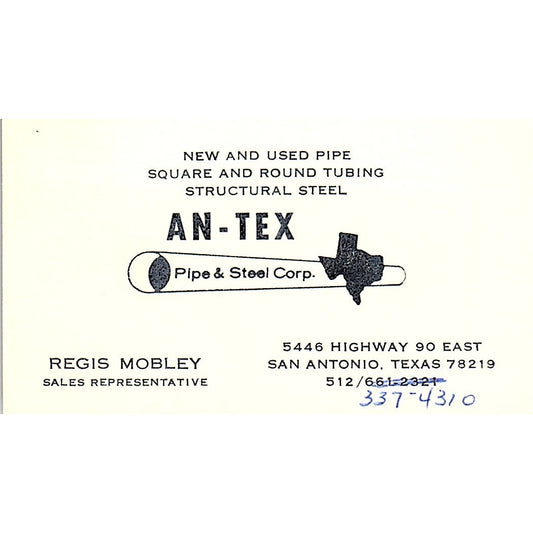 NEW AND USED PIPE
SQUARE AND ROUND TUBING
STRUCTURAL STEEL
AN-TEX
Pipe & Steel Corp.
REGIS MOBLEY
SALES REPRESENTATIVE
5446 HIGHWAY 90 EAST
SAN ANTONIO, TEXAS 78219
512/661-2321
337-4310